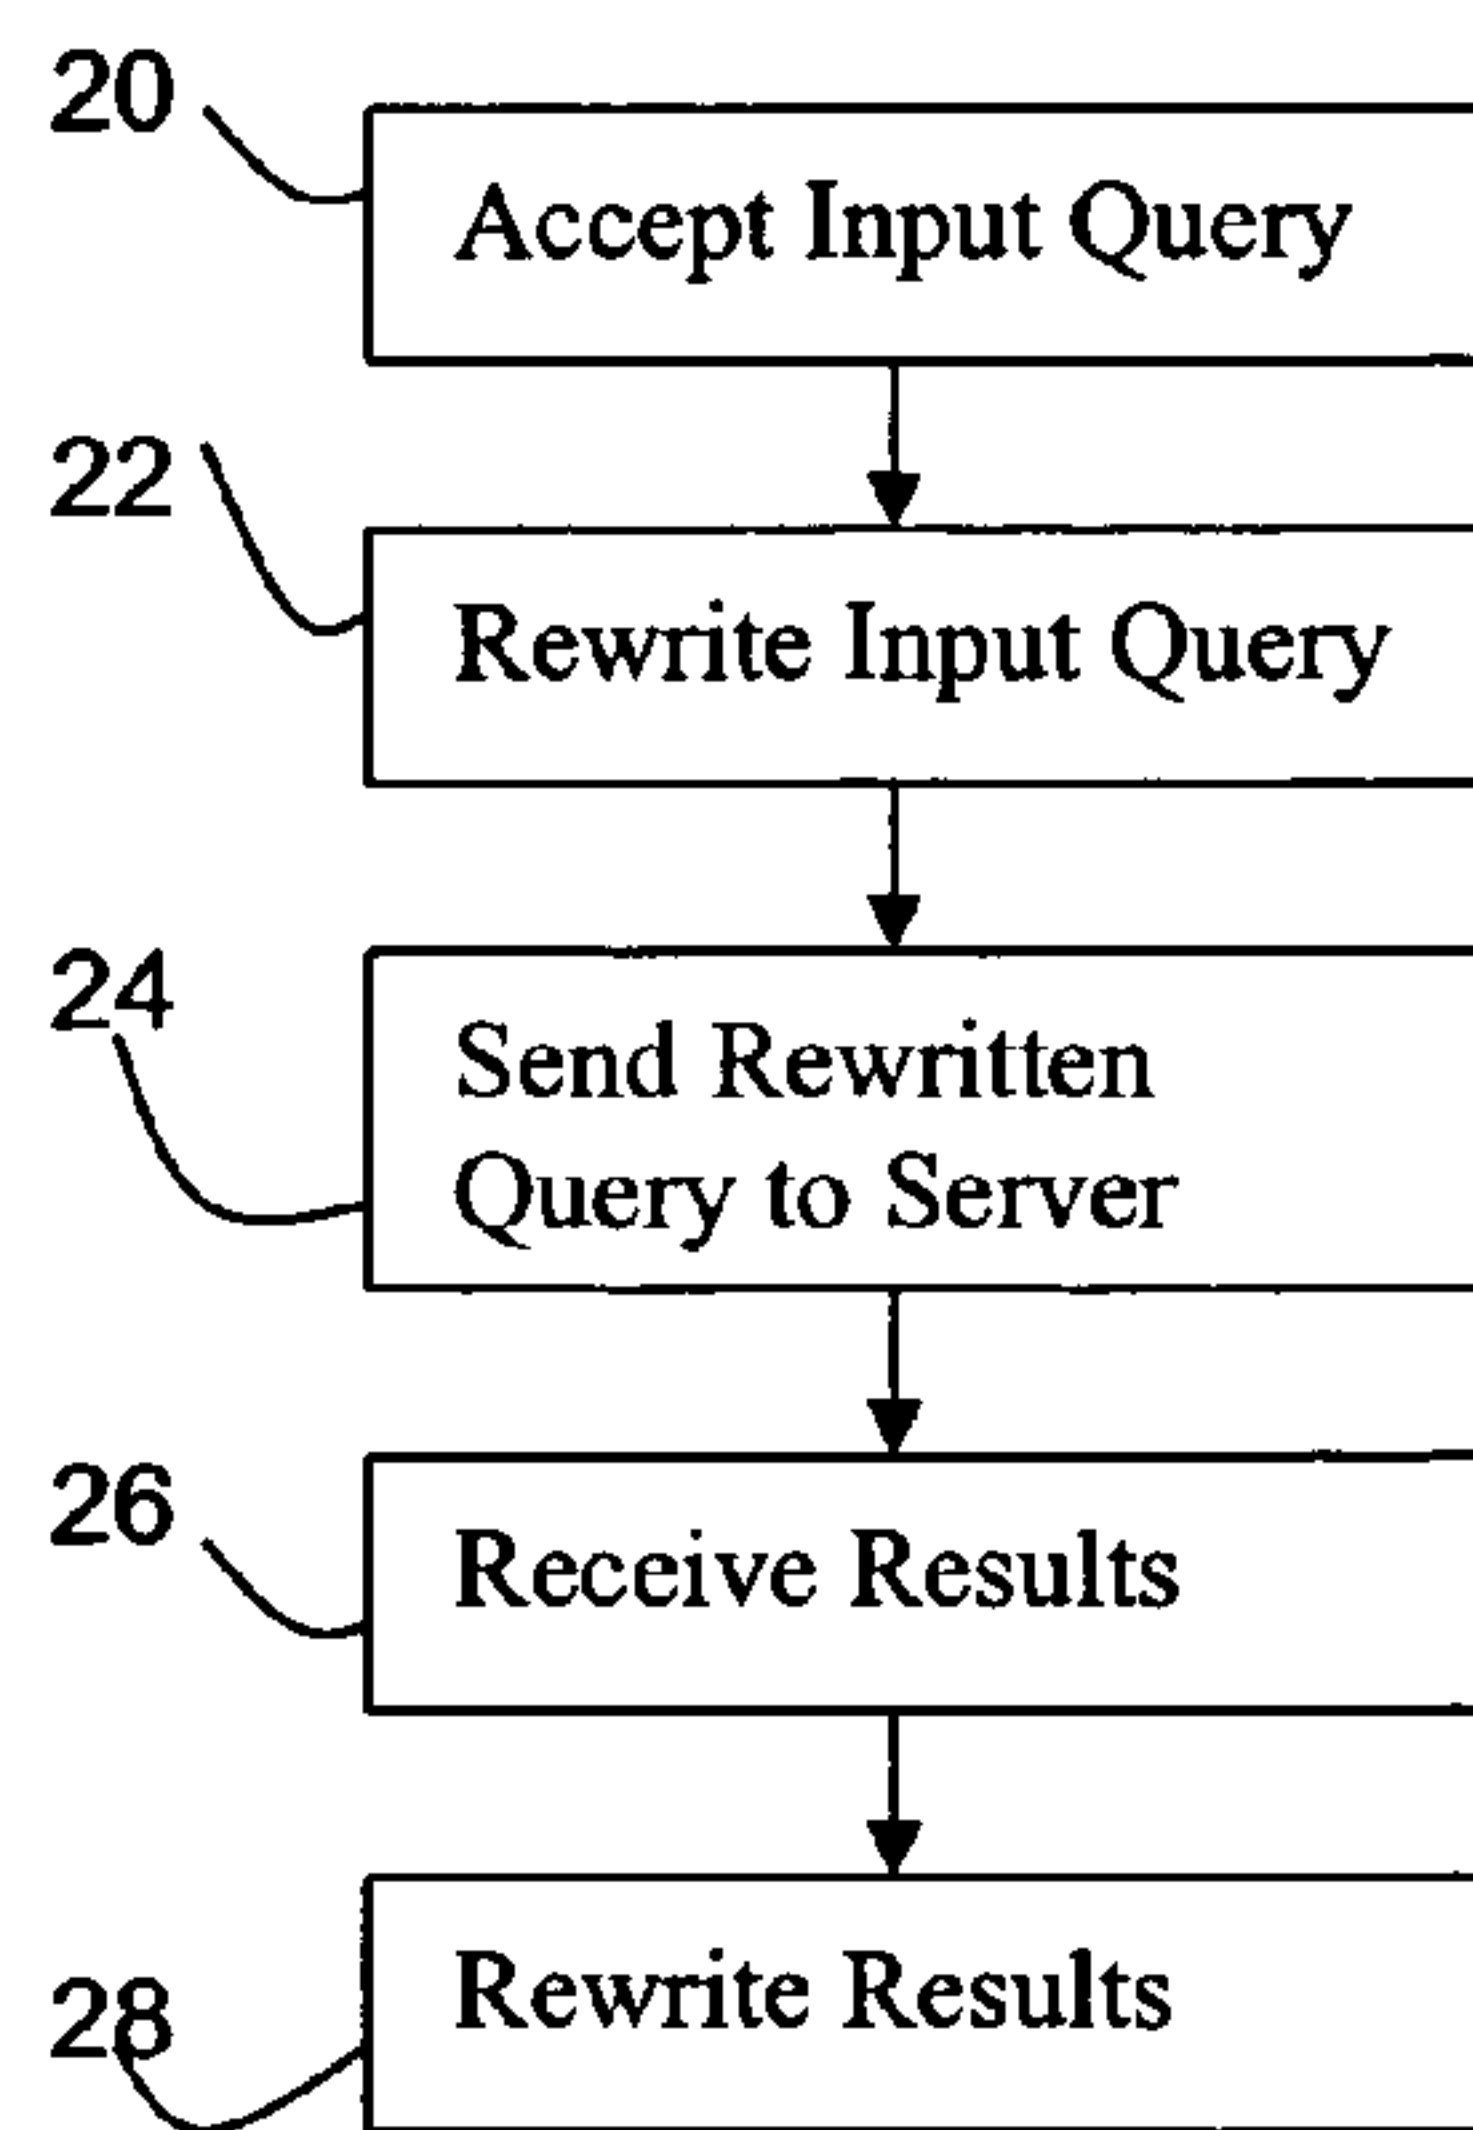 20
Accept Input Query
22
Rewrite Input Query
24
Send Rewritten
Query to Server
26
Receive Results
28
Rewrite Results